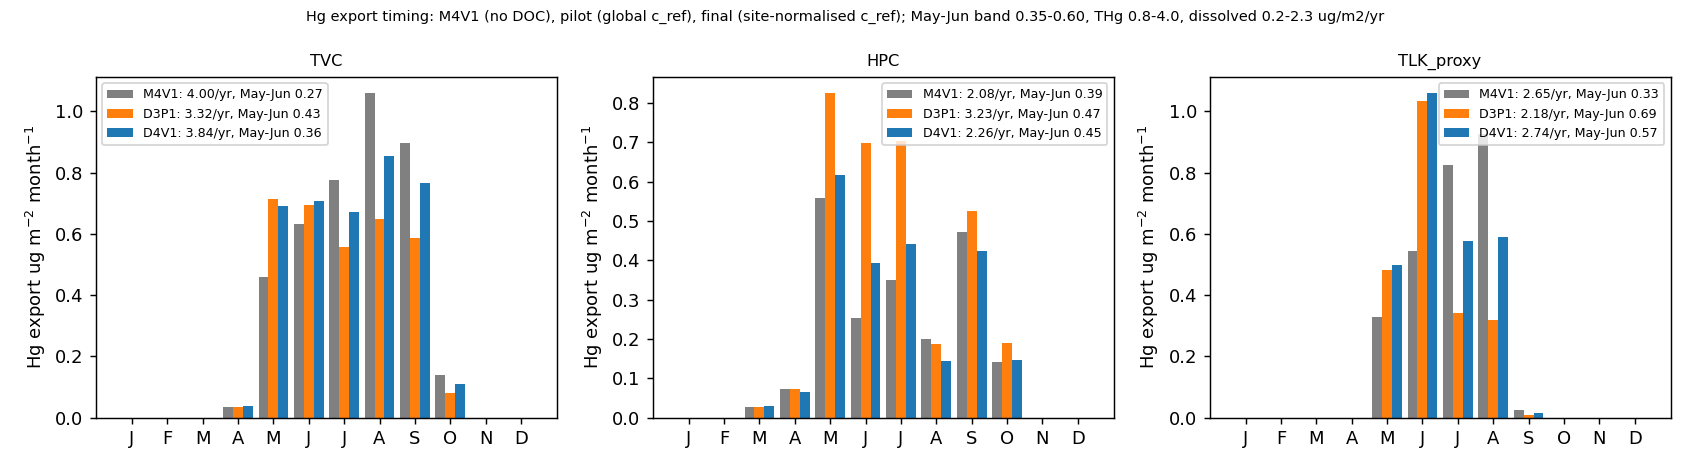 Hg export timing: M4V1 (no DOC), pilot (global c_ref), final (site-normalised c_ref); May-Jun band 0.35-0.60, THg 0.8-4.0, dissolved 0.2-2.3 ug/m2/yr
TVC
M4V1: 4.00/yr, May-Jun 0.27
D3P1: 3.32/yr, May-Jun 0.43
D4V1: 3.84/yr, May-Jun 0.36
Hg export ug m⁻² month⁻¹
1.0
0.8
0.6
0.4
0.2
0.0
J F M A M J J A S O N D
HPC
M4V1: 2.08/yr, May-Jun 0.39
D3P1: 3.23/yr, May-Jun 0.47
D4V1: 2.26/yr, May-Jun 0.45
Hg export ug m⁻² month⁻¹
0.8
0.7
0.6
0.5
0.4
0.3
0.2
0.1
0.0
J F M A M J J A S O N D
TLK_proxy
M4V1: 2.65/yr, May-Jun 0.33
D3P1: 2.18/yr, May-Jun 0.69
D4V1: 2.74/yr, May-Jun 0.57
Hg export ug m⁻² month⁻¹
1.0
0.8
0.6
0.4
0.2
0.0
J F M A M J J A S O N D